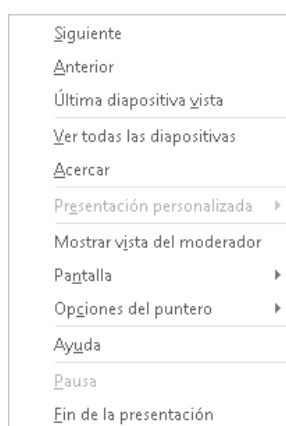 Siguiente
Anterior
Última diapositiva vista
Ver todas las diapositivas
Acercar
Presentación personalizada
Mostrar vista del moderador
Pantalla
Opciones del puntero
Ayuda
Pausa
Fin de la presentación